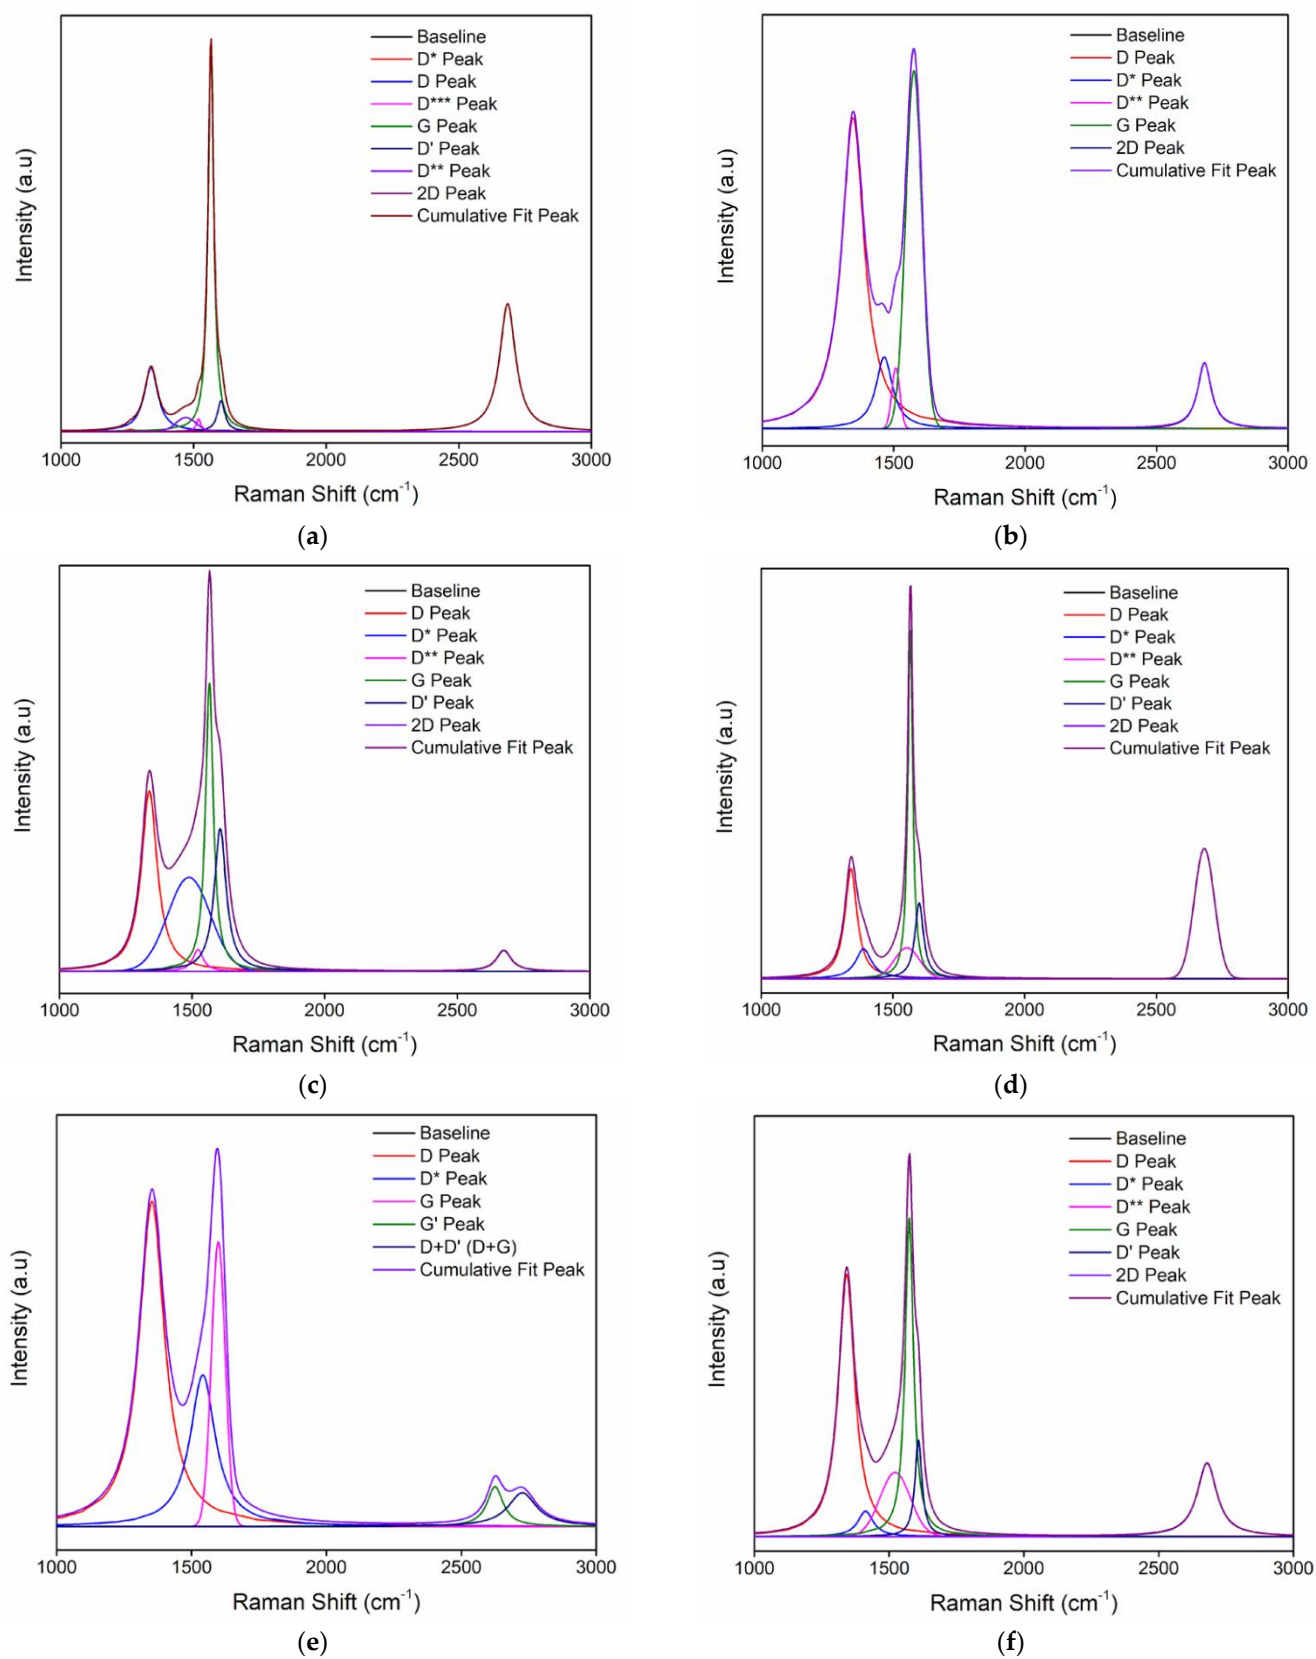 Intensity (a.u)
Baseline
D* Peak
D Peak
D*** Peak
G Peak
D' Peak
D** Peak
2D Peak
Cumulative Fit Peak
1000 1500 2000 2500 3000
Raman Shift (cm-1)
(a)
Intensity (a.u)
Baseline
D Peak
D* Peak
D** Peak
G Peak
2D Peak
Cumulative Fit Peak
1000 1500 2000 2500 3000
Raman Shift (cm-1)
(b)
Intensity (a.u)
Baseline
D Peak
D* Peak
D** Peak
G Peak
D' Peak
2D Peak
Cumulative Fit Peak
1000 1500 2000 2500 3000
Raman Shift (cm-1)
(c)
Intensity (a.u)
Baseline
D Peak
D* Peak
D** Peak
G Peak
D' Peak
2D Peak
Cumulative Fit Peak
1000 1500 2000 2500 3000
Raman Shift (cm-1)
(d)
Intensity (a.u)
Baseline
D Peak
D* Peak
G Peak
G' Peak
D+D' (D+G)
Cumulative Fit Peak
1000 1500 2000 2500 3000
Raman Shift (cm-1)
(e)
Intensity (a.u)
Baseline
D Peak
D* Peak
D** Peak
G Peak
D' Peak
2D Peak
Cumulative Fit Peak
1000 1500 2000 2500 3000
Raman Shift (cm-1)
(f)